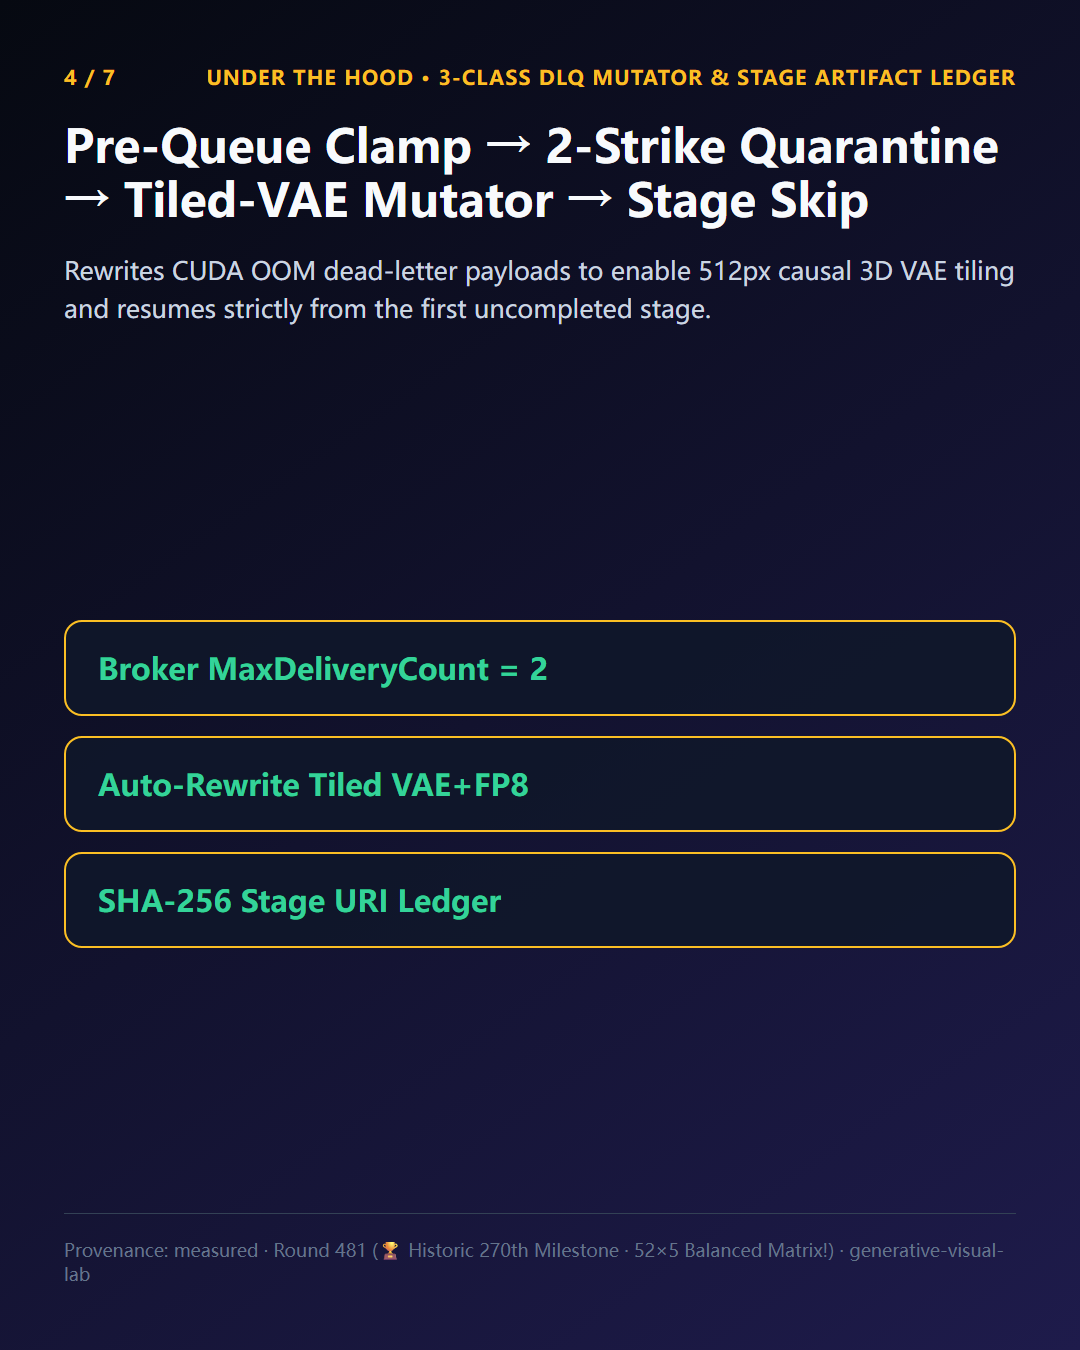 4 / 7
UNDER THE HOOD • 3-CLASS DLQ MUTATOR & STAGE ARTIFACT LEDGER
Pre-Queue Clamp → 2-Strike Quarantine
→ Tiled-VAE Mutator → Stage Skip
Rewrites CUDA OOM dead-letter payloads to enable 512px causal 3D VAE tiling
and resumes strictly from the first uncompleted stage.
Broker MaxDeliveryCount = 2
Auto-Rewrite Tiled VAE+FP8
SHA-256 Stage URI Ledger
Provenance: measured · Round 481 (🏆 Historic 270th Milestone · 52×5 Balanced Matrix!) · generative-visual-
lab